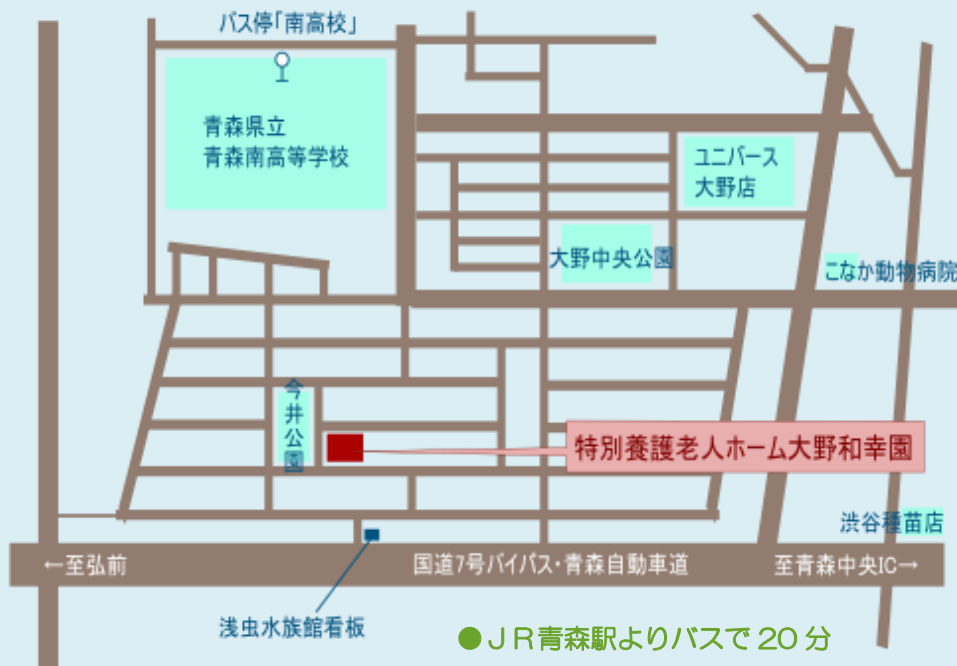 バス停「南高校」
青森県立
青森南高等学校
ユニバース
大野店
大野中央公園
こなか動物病院
今井公園
特別養護老人ホーム大野和幸園
渋谷種苗店
←至弘前
国道7号バイパス・青森自動車道
至青森中央IC→
浅虫水族館看板
●JR青森駅よりバスで20分